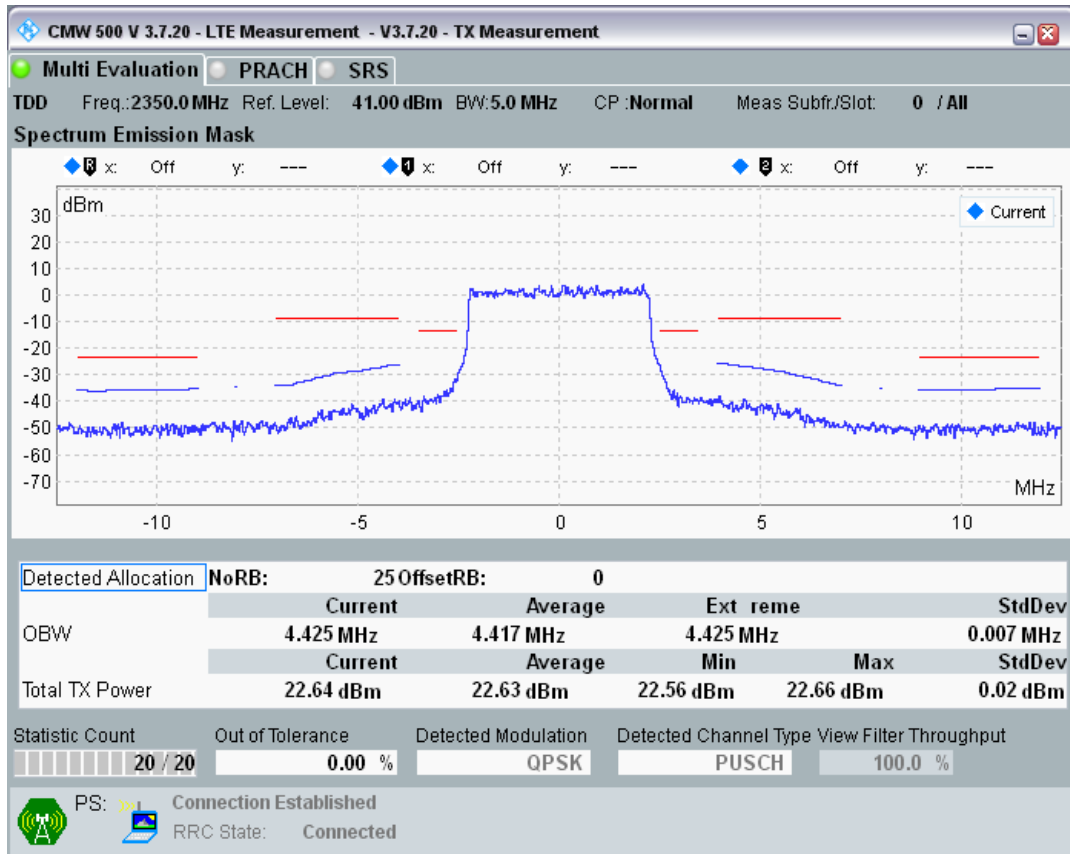 CMW 500 V 3.7.20 - LTE Measurement - V3.7.20 - TX Measurement
Multi Evaluation PRACH SRS
TDD Freq.:2350.0 MHz Ref. Level: 41.00 dBm BW:5.0 MHz CP :Normal Meas Subfr./Slot: 0 / All
Spectrum Emission Mask
R x: Off y: --- 1 x: Off y: --- 2 x: Off y: ---
dBm
Current
30
20
10
0
-10
-20
-30
-40
-50
-60
-70
MHz
-10 -5 0 5 10
Detected Allocation NoRB: 25 OffsetRB: 0
Current Average Ext reme StdDev
OBW 4.425 MHz 4.417 MHz 4.425 MHz 0.007 MHz
Current Average Min Max StdDev
Total TX Power 22.64 dBm 22.63 dBm 22.56 dBm 22.66 dBm 0.02 dBm
Statistic Count Out of Tolerance Detected Modulation Detected Channel Type View Filter Throughput
20 / 20 0.00 % QPSK PUSCH 100.0 %
PS: Connection Established
RRC State: Connected